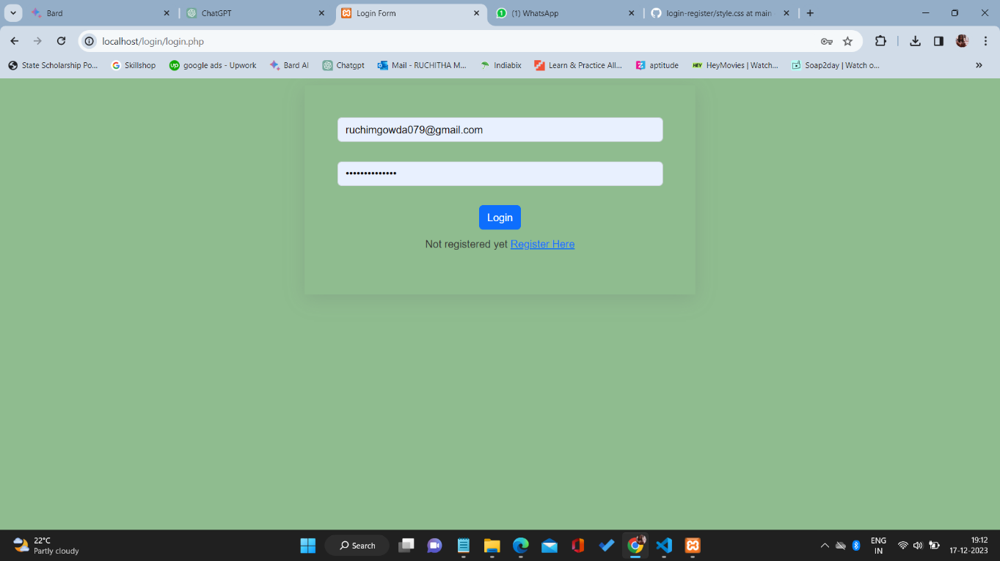 Bard
ChatGPT
Login Form
(1) WhatsApp
login-register/style.css at main
localhost/login/login.php
State Scholarship Po...
Skillshop
up google ads - Upwork
Bard AI
Chatgpt
Mail - RUCHITHA M...
Indiabix
Learn & Practice All...
aptitude
HEY HeyMovies | Watch...
Soap2day | Watch o...
»
ruchimgowda079@gmail.com
••••••••••••••
Login
Not registered yet Register Here
22°C
Partly cloudy
Search
ENG
IN
19:12
17-12-2023